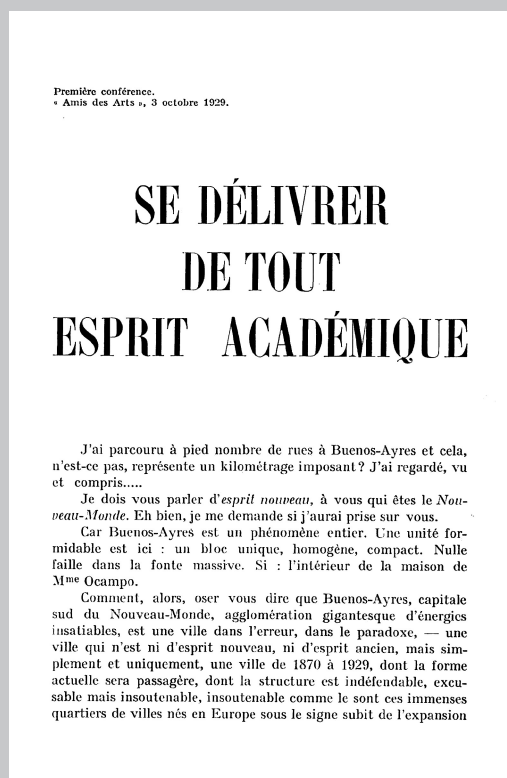 Première conférence.
« Amis des Arts », 3 octobre 1929.
SE DÉLIVRER
DE TOUT
ESPRIT ACADÉMIQUE
J'ai parcouru à pied nombre de rues à Buenos-Ayres et cela,
n'est-ce pas, représente un kilométrage imposant? J'ai regardé, vu
et compris.....
Je dois vous parler d'esprit nouveau, à vous qui êtes le Nou-
veau-Monde. Eh bien, je me demande si j'aurai prise sur vous.
Car Buenos-Ayres est un phénomène entier. Une unité for-
midable est ici : un bloc unique, homogène, compact. Nulle
faille dans la fonte massive. Si : l'intérieur de la maison de
Mme Ocampo.
Comment, alors, oser vous dire que Buenos-Ayres, capitale
sud du Nouveau-Monde, agglomération gigantesque d'énergies
insatiables, est une ville dans l'erreur, dans le paradoxe, — une
ville qui n'est ni d'esprit nouveau, ni d'esprit ancien, mais sim-
plement et uniquement, une ville de 1870 à 1929, dont la forme
actuelle sera passagère, dont la structure est indéfendable, excu-
sable mais insoutenable, insoutenable comme le sont ces immenses
quartiers de villes nés en Europe sous le signe subit de l'expansion